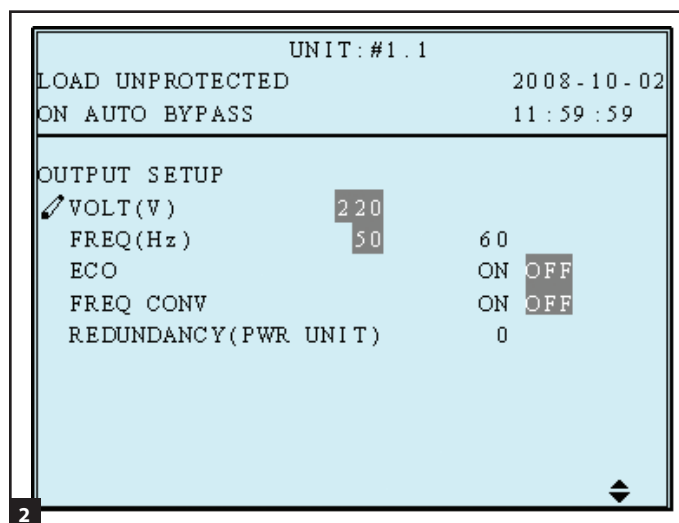 UNIT:#1.1
LOAD UNPROTECTED 2008-10-02
ON AUTO BYPASS 11:59:59
OUTPUT SETUP
VOLT(V) 220
FREQ(Hz) 50 60
ECO ON OFF
FREQ CONV ON OFF
REDUNDANCY(PWR UNIT) 0
2